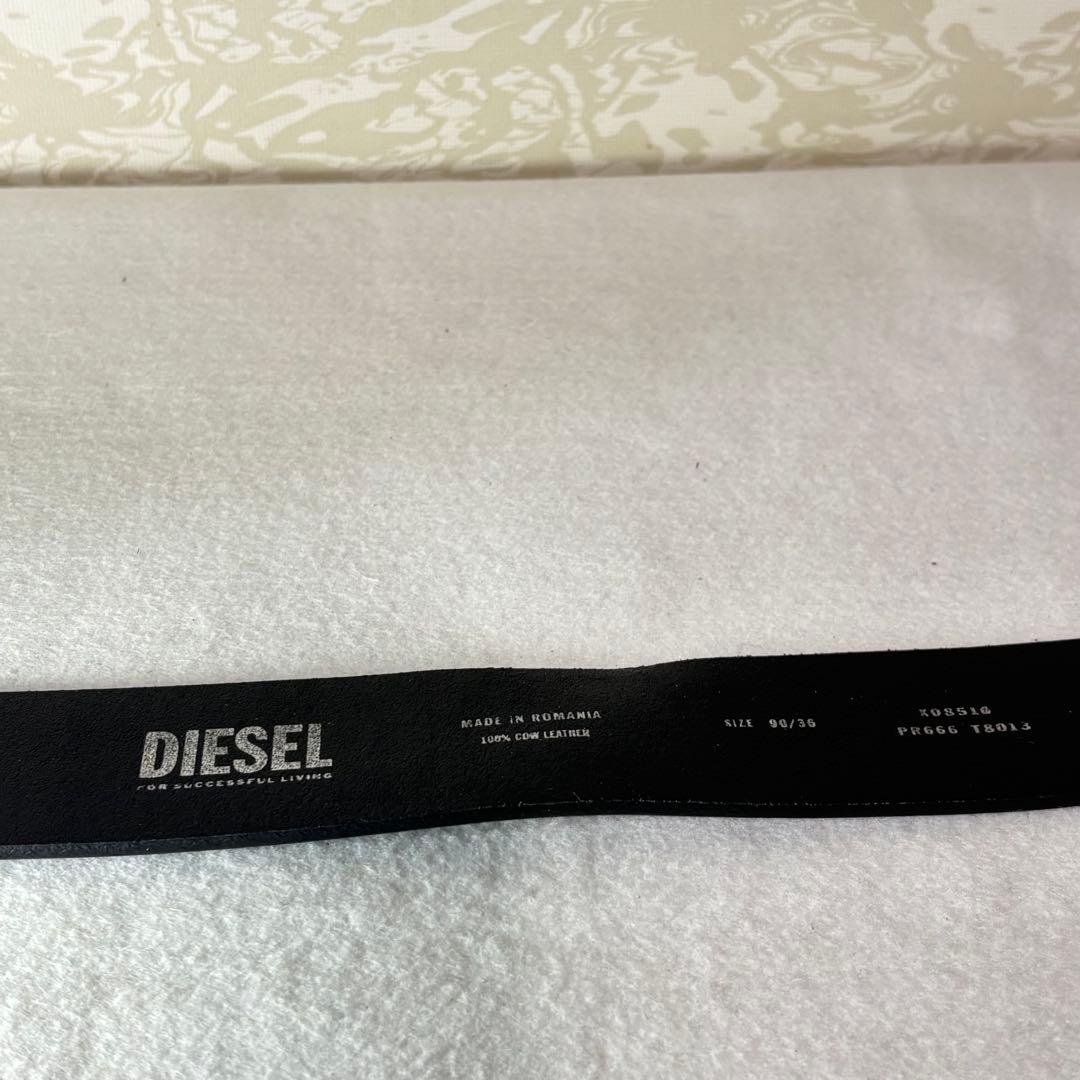 DIESEL
FOR SUCCESSFUL LIVING
MADE IN ROMANIA
100% COW LEATHER
SIZE 90/36
X08510
PR666 T8013